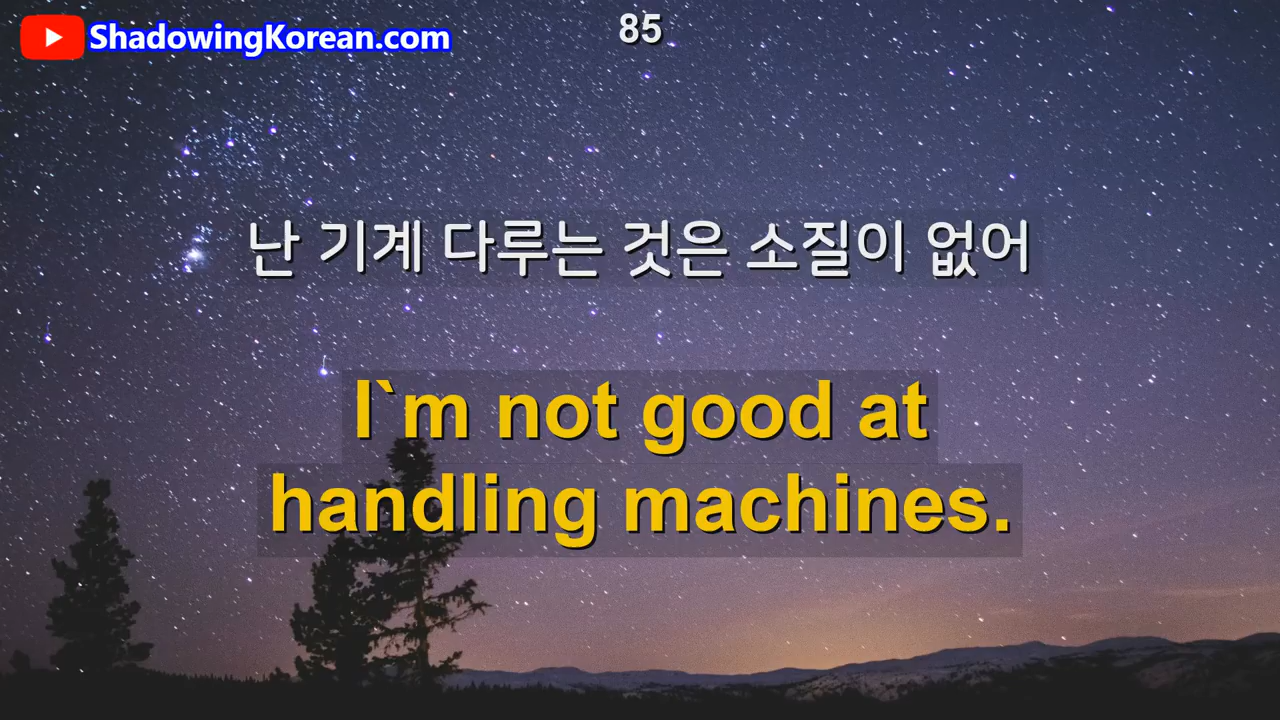 ShadowingKorean.com
85
난 기계 다루는 것은 소질이 없어
I`m not good at
handling machines.